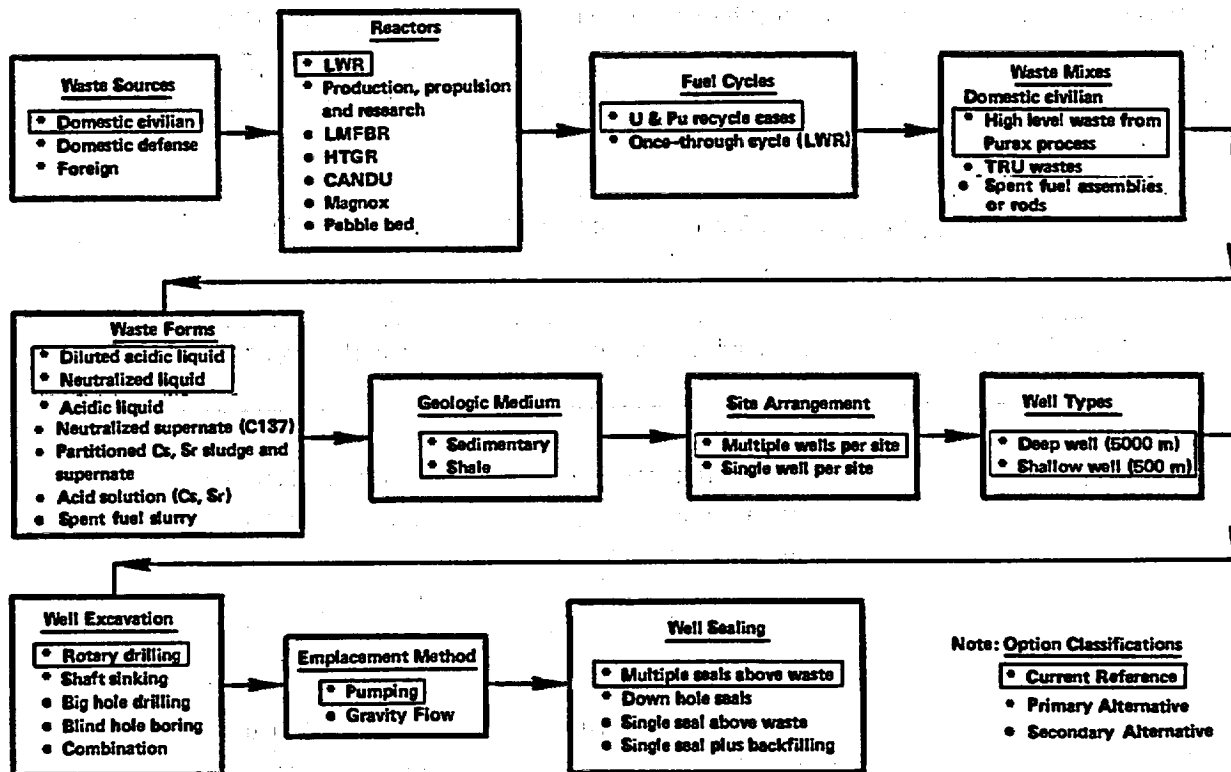 Waste Sources
* Domestic civilian
* Domestic defense
* Foreign
Reactors
* LWR
* Production, propulsion
and research
● LMFBR
● HTGR
● CANDU
● Magnox
● Pebble bed
Fuel Cycles
* U & Pu recycle cases
* Once-through cycle (LWR)
Waste Mixes
Domestic civilian
* High level waste from
Purex process
● TRU wastes
● Spent fuel assemblies
or rods
Waste Forms
* Diluted acidic liquid
* Neutralized liquid
* Acidic liquid
● Neutralized supernate (C137)
● Partitioned Cs, Sr sludge and
supernate
● Acid solution (Cs, Sr)
● Spent fuel slurry
Geologic Medium
* Sedimentary
* Shale
Site Arrangement
* Multiple wells per site
* Single well per site
Well Types
* Deep well (5000 m)
* Shallow well (500 m)
Well Excavation
* Rotary drilling
* Shaft sinking
● Big hole drilling
● Blind hole boring
● Combination
Emplacement Method
* Pumping
● Gravity Flow
Well Sealing
* Multiple seals above waste
* Down hole seals
● Single seal above waste
● Single seal plus backfilling
Note: Option Classifications
* Current Reference
* Primary Alternative
● Secondary Alternative